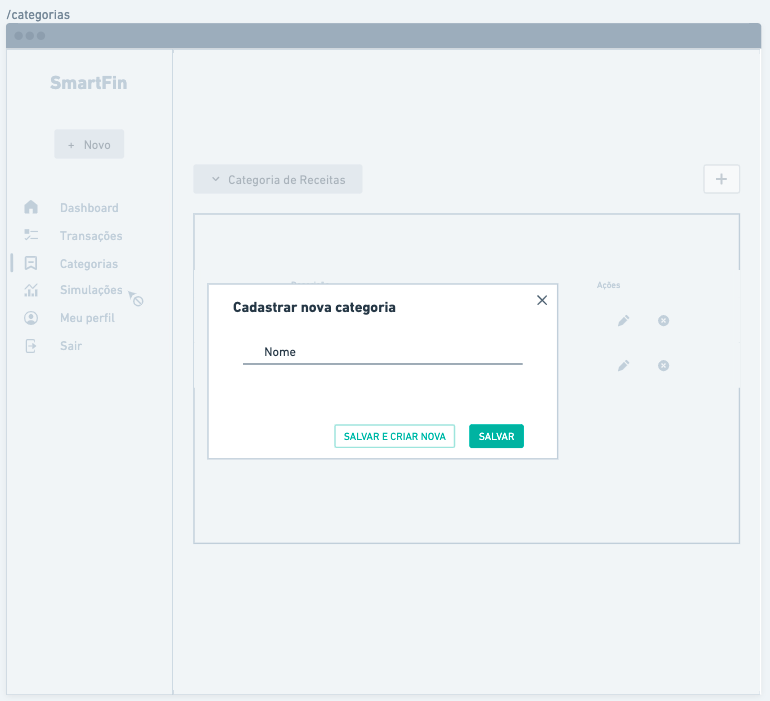 /categorias
SmartFin
+ Novo
Categoria de Receitas
+
Dashboard
Transações
Categorias
Simulações
Meu perfil
Sair
Ações
Cadastrar nova categoria
Nome
SALVAR E CRIAR NOVA
SALVAR